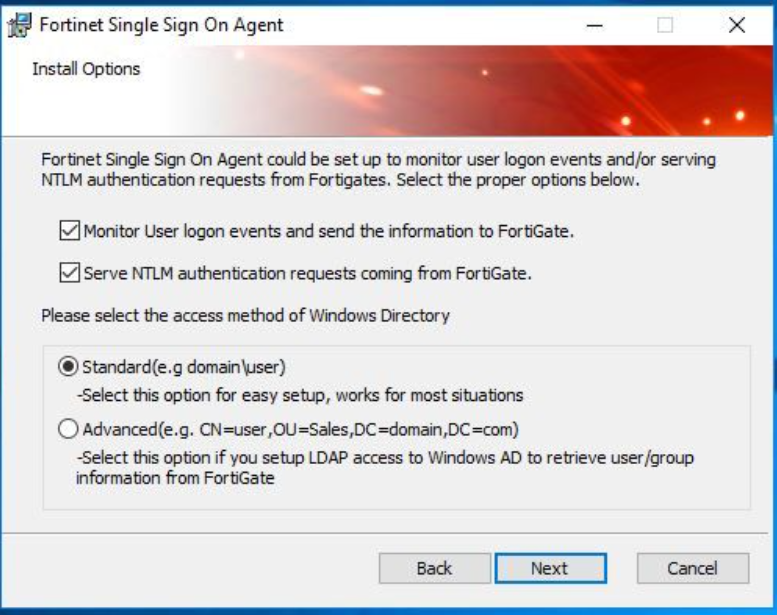 Fortinet Single Sign On Agent
Install Options
Fortinet Single Sign On Agent could be set up to monitor user logon events and/or serving
NTLM authentication requests from Fortigates. Select the proper options below.
Monitor User logon events and send the information to FortiGate.
Serve NTLM authentication requests coming from FortiGate.
Please select the access method of Windows Directory
Standard(e.g domain\user)
-Select this option for easy setup, works for most situations
Advanced(e.g. CN=user,OU=Sales,DC=domain,DC=com)
-Select this option if you setup LDAP access to Windows AD to retrieve user/group
information from FortiGate
Back Next Cancel